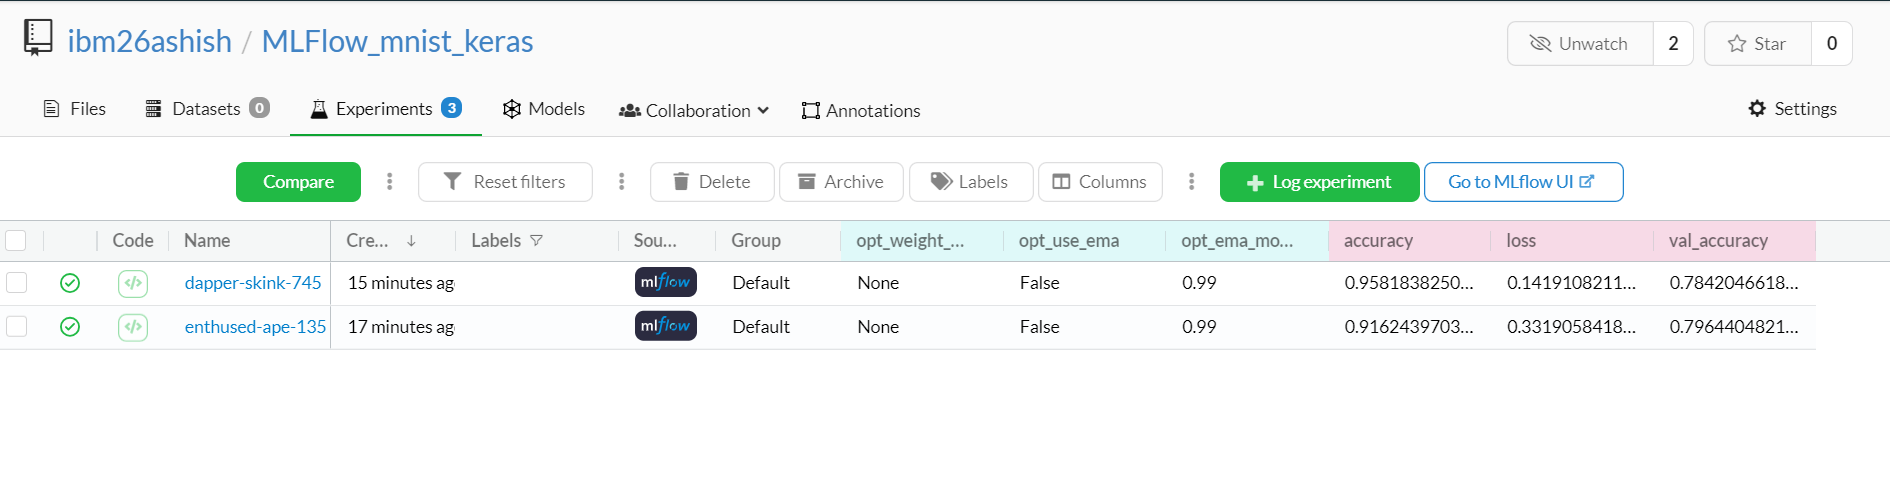 ibm26ashish / MLFlow_mnist_keras
Unwatch 2 Star 0
Files Datasets 0 Experiments 3 Models Collaboration Annotations Settings
Compare Reset filters Delete Archive Labels Columns Log experiment Go to MLflow UI
Code Name Cre... Labels Sou... Group opt_weight_... opt_use_ema opt_ema_mo... accuracy loss val_accuracy
dapper-skink-745 15 minutes ag mlflow Default None False 0.99 0.9581838250... 0.1419108211... 0.7842046618...
enthused-ape-135 17 minutes ag mlflow Default None False 0.99 0.9162439703... 0.3319058418... 0.7964404821...